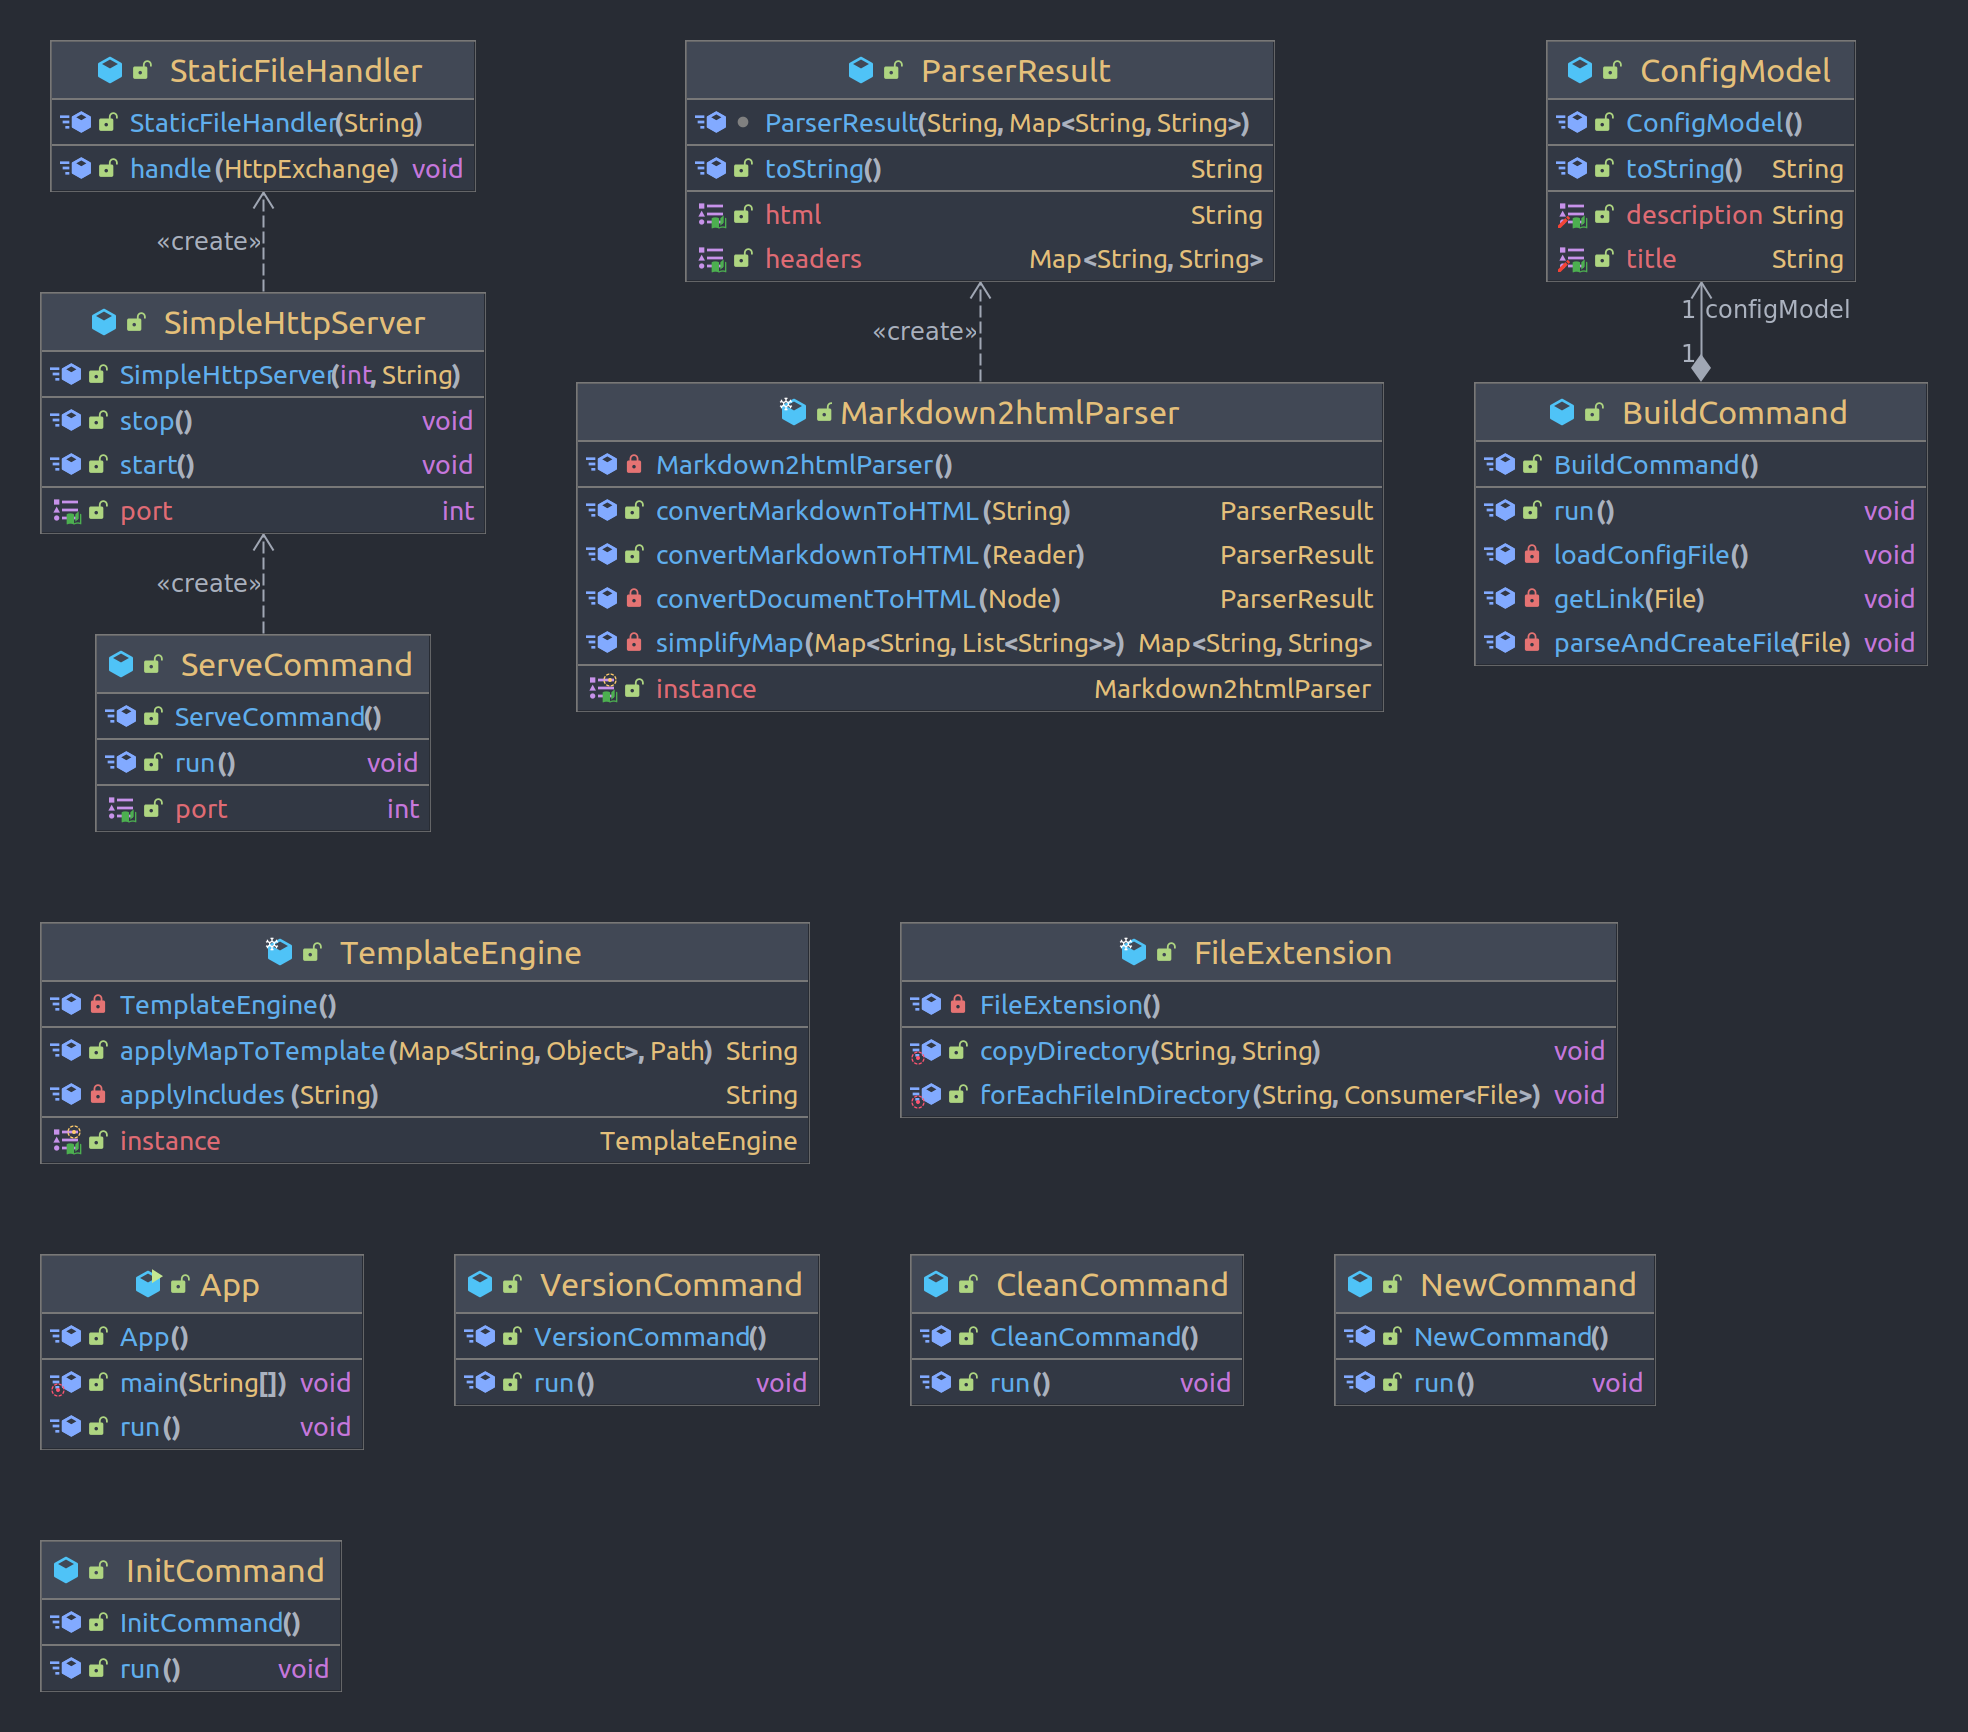 StaticFileHandler
StaticFileHandler(String)
handle(HttpExchange) void
«create»
SimpleHttpServer
SimpleHttpServer(int, String)
stop() void
start() void
port int
«create»
ServeCommand
ServeCommand()
run() void
port int
ParserResult
ParserResult(String, Map<String, String>)
toString() String
html String
headers Map<String, String>
«create»
Markdown2htmlParser
Markdown2htmlParser()
convertMarkdownToHTML(String) ParserResult
convertMarkdownToHTML(Reader) ParserResult
convertDocumentToHTML(Node) ParserResult
simplifyMap(Map<String, List<String>>) Map<String, String>
instance Markdown2htmlParser
ConfigModel
ConfigModel()
toString() String
description String
title String
1 configModel
1
BuildCommand
BuildCommand()
run() void
loadConfigFile() void
getLink(File) void
parseAndCreateFile(File) void
TemplateEngine
TemplateEngine()
applyMapToTemplate(Map<String, Object>, Path) String
applyIncludes(String) String
instance TemplateEngine
FileExtension
FileExtension()
copyDirectory(String, String) void
forEachFileInDirectory(String, Consumer<File>) void
App
App()
main(String[]) void
run() void
VersionCommand
VersionCommand()
run() void
CleanCommand
CleanCommand()
run() void
NewCommand
NewCommand()
run() void
InitCommand
InitCommand()
run() void